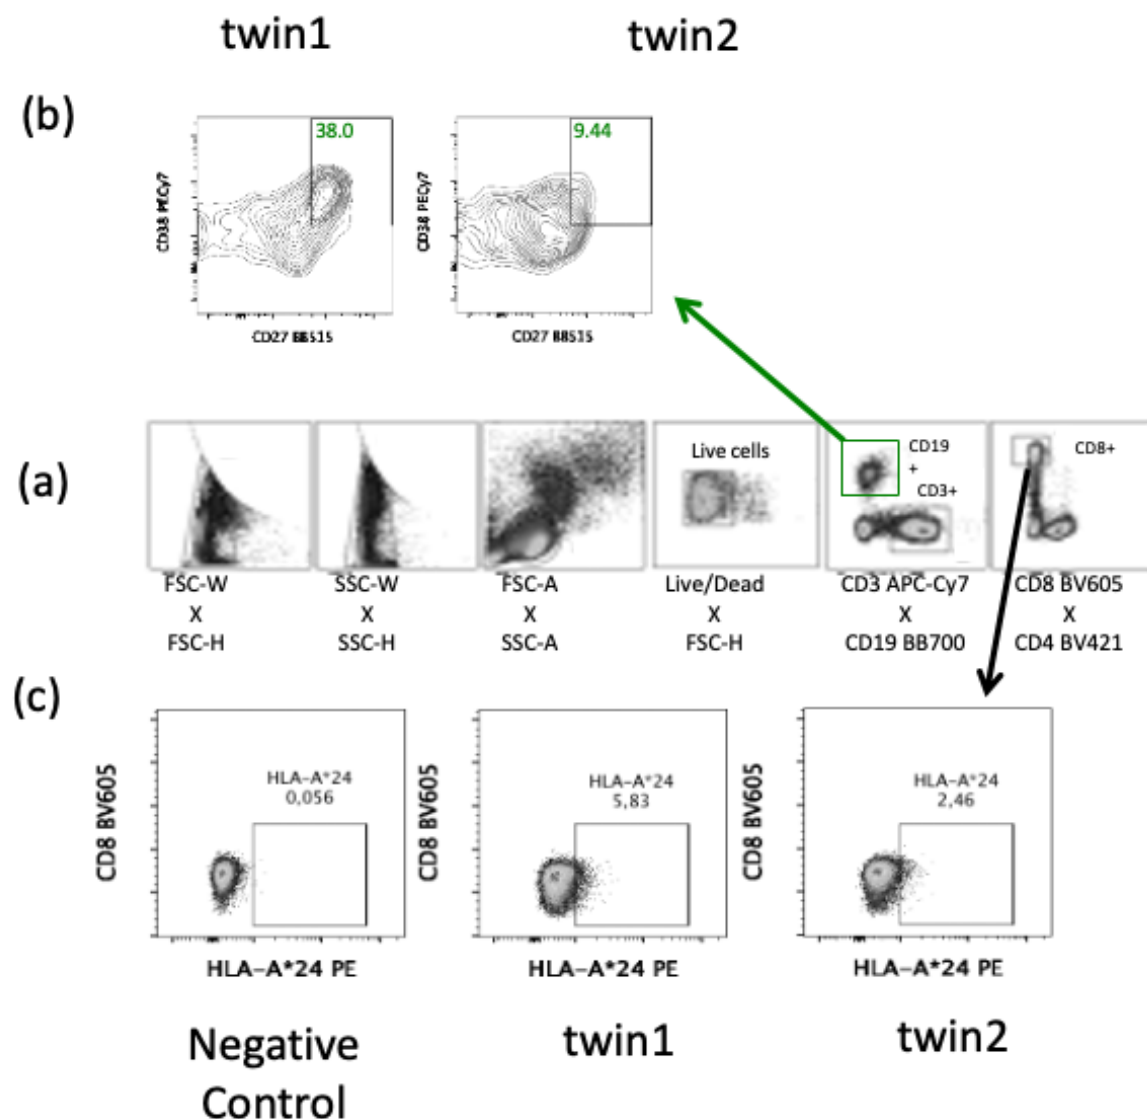 twin1 twin2
(b)
38.0 9.44
CD38 PECy7 CD38 PECy7
CD27 BB515 CD27 BB515
(a)
Live cells CD19 CD8+
+
CD3+
FSC-W SSC-W FSC-A Live/Dead CD3 APC-Cy7 CD8 BV605
X X X X X X
FSC-H SSC-H SSC-A FSC-H CD19 BB700 CD4 BV421
(c)
HLA-A*24 HLA-A*24 HLA-A*24
0,056 5,83 2,46
CD8 BV605 CD8 BV605 CD8 BV605
HLA-A*24 PE HLA-A*24 PE HLA-A*24 PE
Negative twin1 twin2
Control